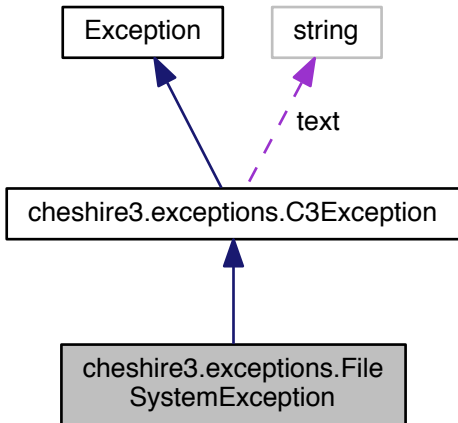 Exception
string
text
cheshire3.exceptions.C3Exception
cheshire3.exceptions.File
SystemException